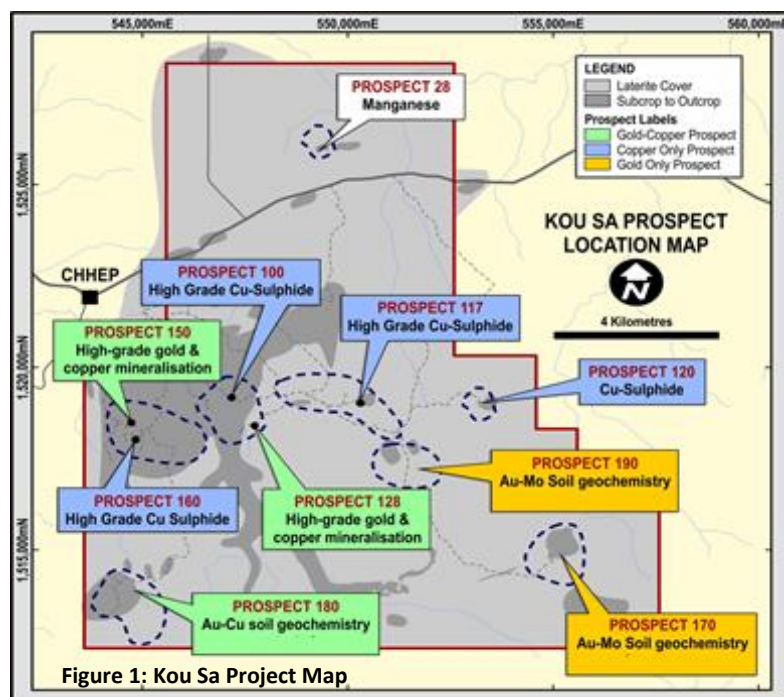 545,000mE
550,000mE
555,000mE
560,000mE
1,525,000mN
1,520,000mN
1,515,000mN
LEGEND
Laterite Cover
Subcrop to Outcrop
Prospect Labels
Gold-Copper Prospect
Copper Only Prospect
Gold Only Prospect
PROSPECT 28
Manganese
KOU SA PROSPECT
LOCATION MAP
N
4 Kilometres
CHHEP
PROSPECT 100
High Grade Cu-Sulphide
PROSPECT 117
High Grade Cu-Sulphide
PROSPECT 150
High-grade gold &
copper mineralisation
PROSPECT 120
Cu-Sulphide
PROSPECT 190
Au-Mo Soil geochemistry
PROSPECT 160
High Grade Cu Sulphide
PROSPECT 128
High-grade gold &
copper mineralisation
PROSPECT 180
Au-Cu soil geochemistry
PROSPECT 170
Au-Mo Soil geochemistry
Figure 1: Kou Sa Project Map